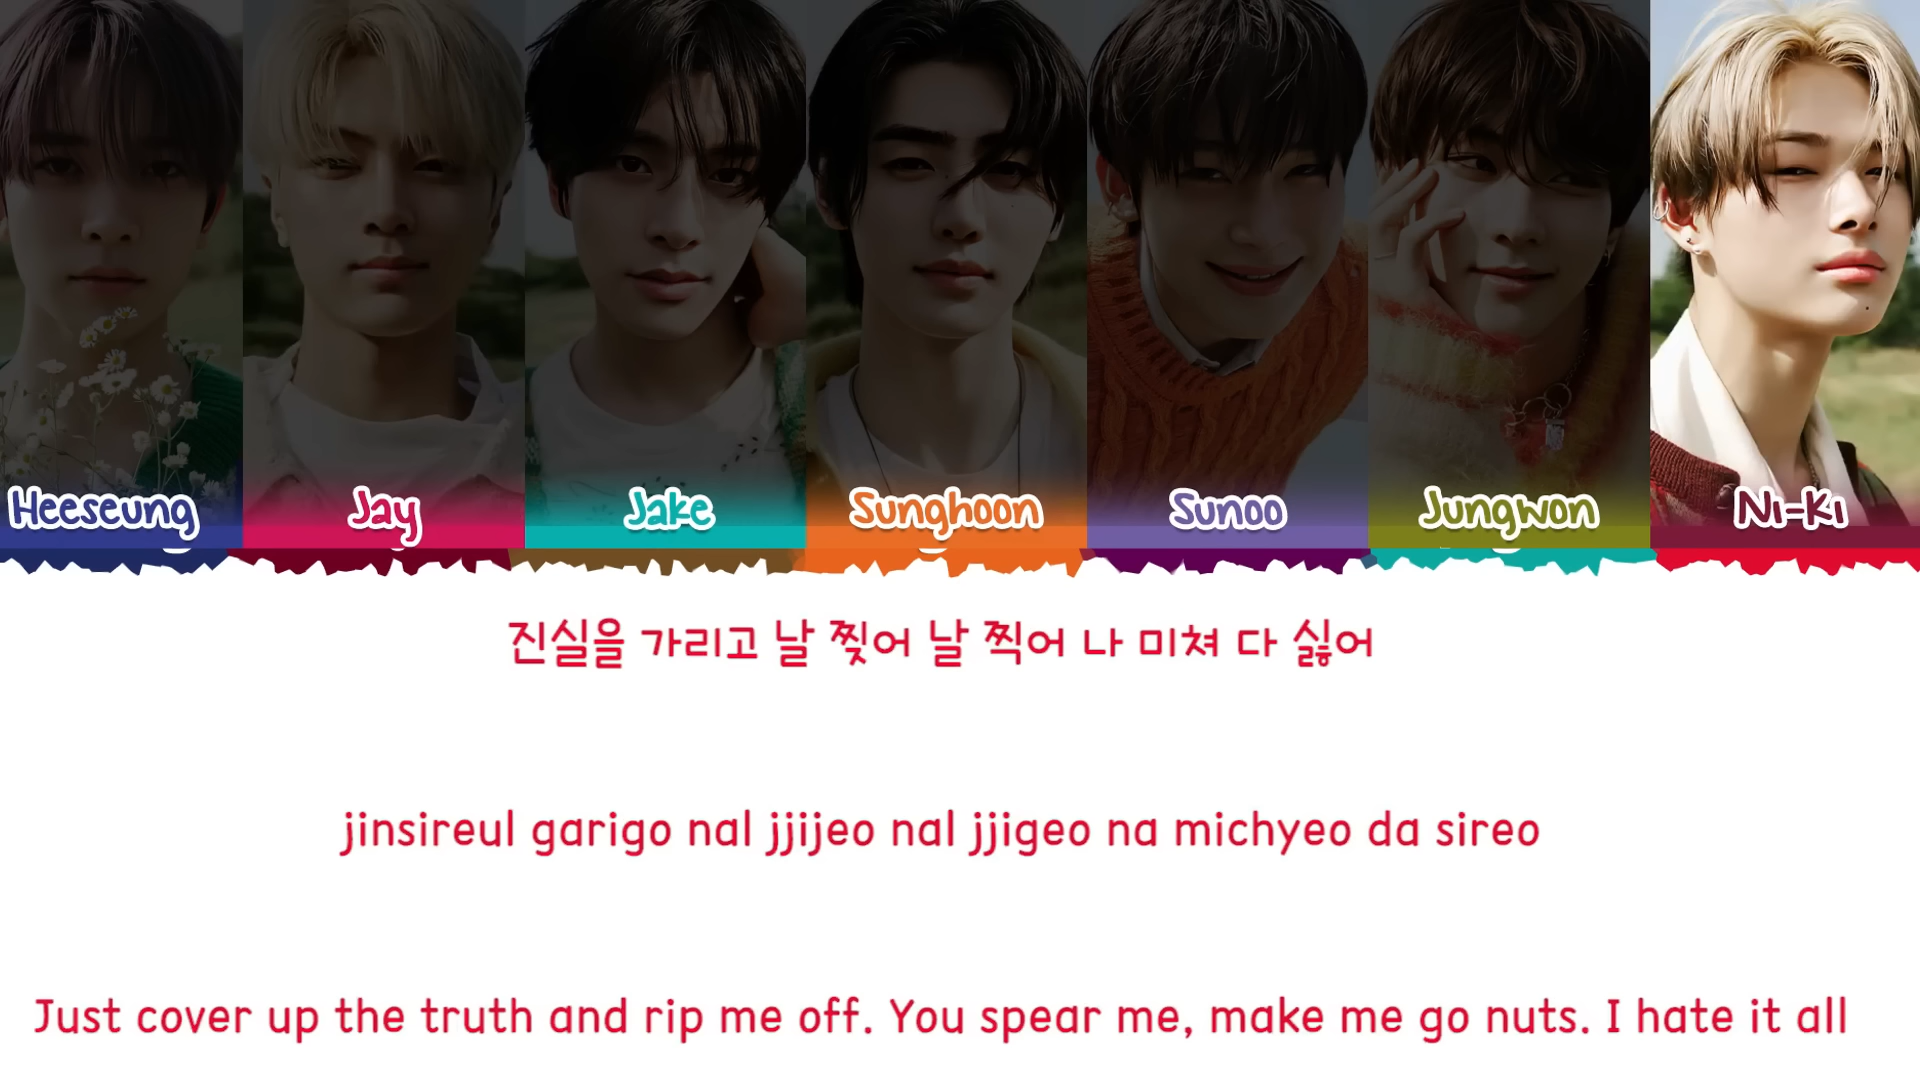 Heeseung Jay Jake Sunghoon Sunoo Jungwon Ni-Ki
진실을 가리고 날 찢어 날 찍어 나 미쳐 다 싫어
jinsireul garigo nal jjijeo nal jjigeo na michyeo da sireo
Just cover up the truth and rip me off. You spear me, make me go nuts. I hate it all